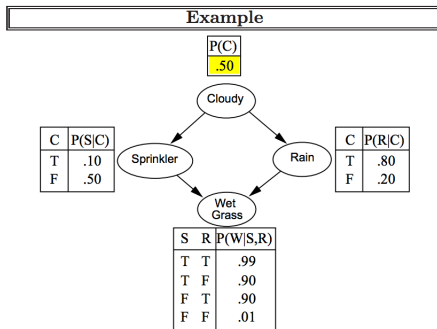 Example
P(C)
.50
Cloudy
C P(S|C)
T .10
F .50
Sprinkler
Rain
C P(R|C)
T .80
F .20
Wet
Grass
S R P(W|S,R)
T T .99
T F .90
F T .90
F F .01